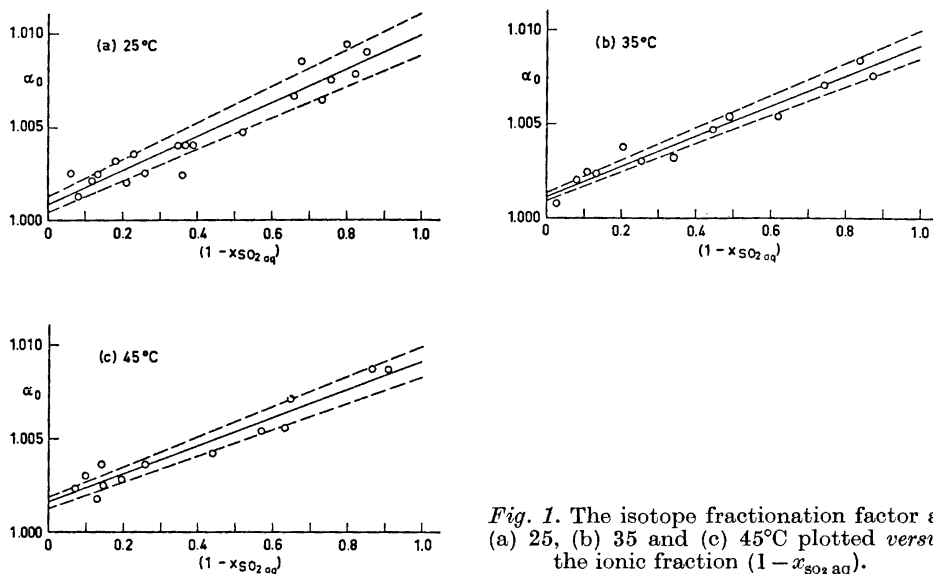 1.010
(a) 25°C
α₀
1.005
1.000
0 0.2 0.4 0.6 0.8 1.0
(1 - xSO₂ aq)
1.010
(b) 35°C
α₀
1.005
1.000
0 0.2 0.4 0.6 0.8 1.0
(1 - xSO₂ aq)
1.010
(c) 45°C
α₀
1.005
1.000
0 0.2 0.4 0.6 0.8 1.0
(1 - xSO₂ aq)
Fig. 1. The isotope fractionation factor a
(a) 25, (b) 35 and (c) 45°C plotted versu
the ionic fraction (1 - xSO₂ aq).